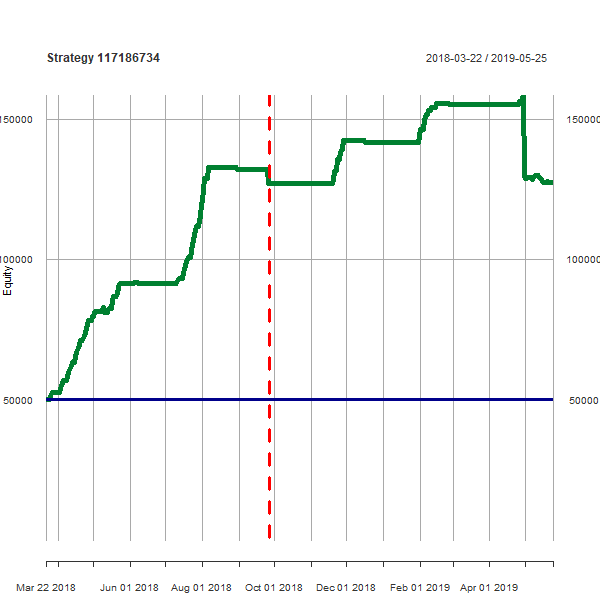 Strategy 117186734
2018-03-22 / 2019-05-25
150000 150000
100000 100000
Equity
50000 50000
Mar 22 2018 Jun 01 2018 Aug 01 2018 Oct 01 2018 Dec 01 2018 Feb 01 2019 Apr 01 2019